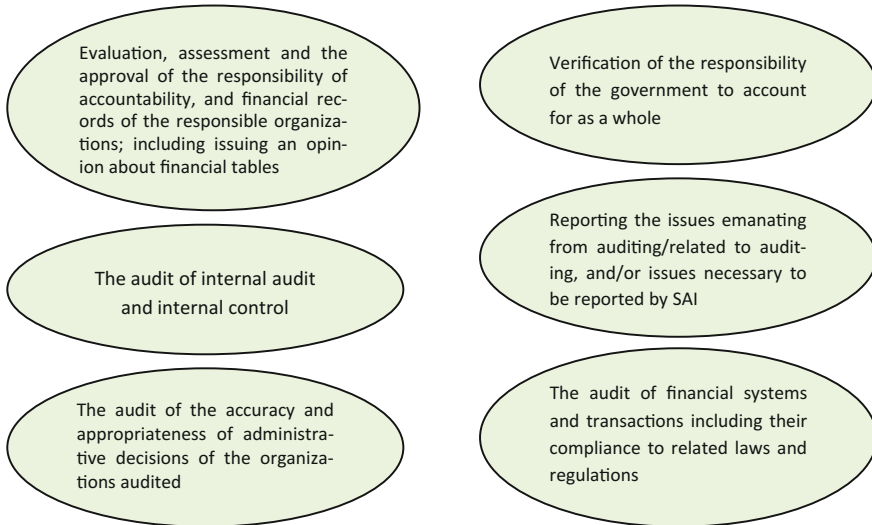 Evaluation, assessment and the
approval of the responsibility of
accountability, and financial rec-
ords of the responsible organiza-
tions; including issuing an opin-
ion about financial tables
The audit of internal audit
and internal control
The audit of the accuracy and
appropriateness of administra-
tive decisions of the organiza-
tions audited
Verification of the responsibility
of the government to account
for as a whole
Reporting the issues emanating
from auditing/related to audit-
ing, and/or issues necessary to
be reported by SAI
The audit of financial systems
and transactions including their
compliance to related laws and
regulations